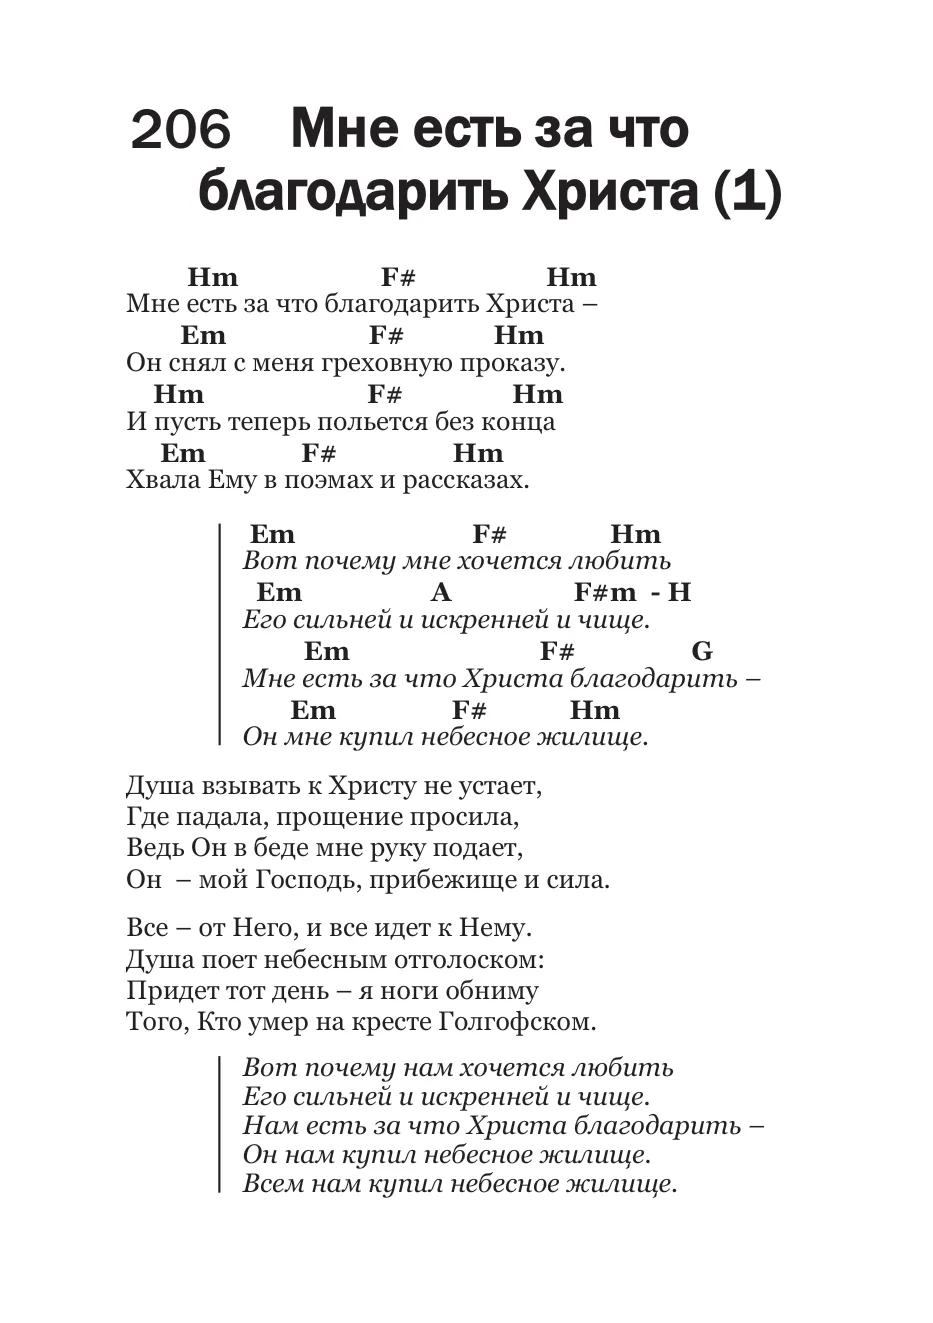 206 Мне есть за что
благодарить Христа (1)
Hm F# Hm
Мне есть за что благодарить Христа –
Em F# Hm
Он снял с меня греховную проказу.
Hm F# Hm
И пусть теперь польется без конца
Em F# Hm
Хвала Ему в поэмах и рассказах.
Em F# Hm
Вот почему мне хочется любить
Em A F#m - H
Его сильней и искренней и чище.
Em F# G
Мне есть за что Христа благодарить –
Em F# Hm
Он мне купил небесное жилище.
Душа взывать к Христу не устает,
Где падала, прощение просила,
Ведь Он в беде мне руку подает,
Он – мой Господь, прибежище и сила.
Все – от Него, и все идет к Нему.
Душа поет небесным отголоском:
Придет тот день – я ноги обниму
Того, Кто умер на кресте Голгофском.
Вот почему нам хочется любить
Его сильней и искренней и чище.
Нам есть за что Христа благодарить –
Он нам купил небесное жилище.
Всем нам купил небесное жилище.